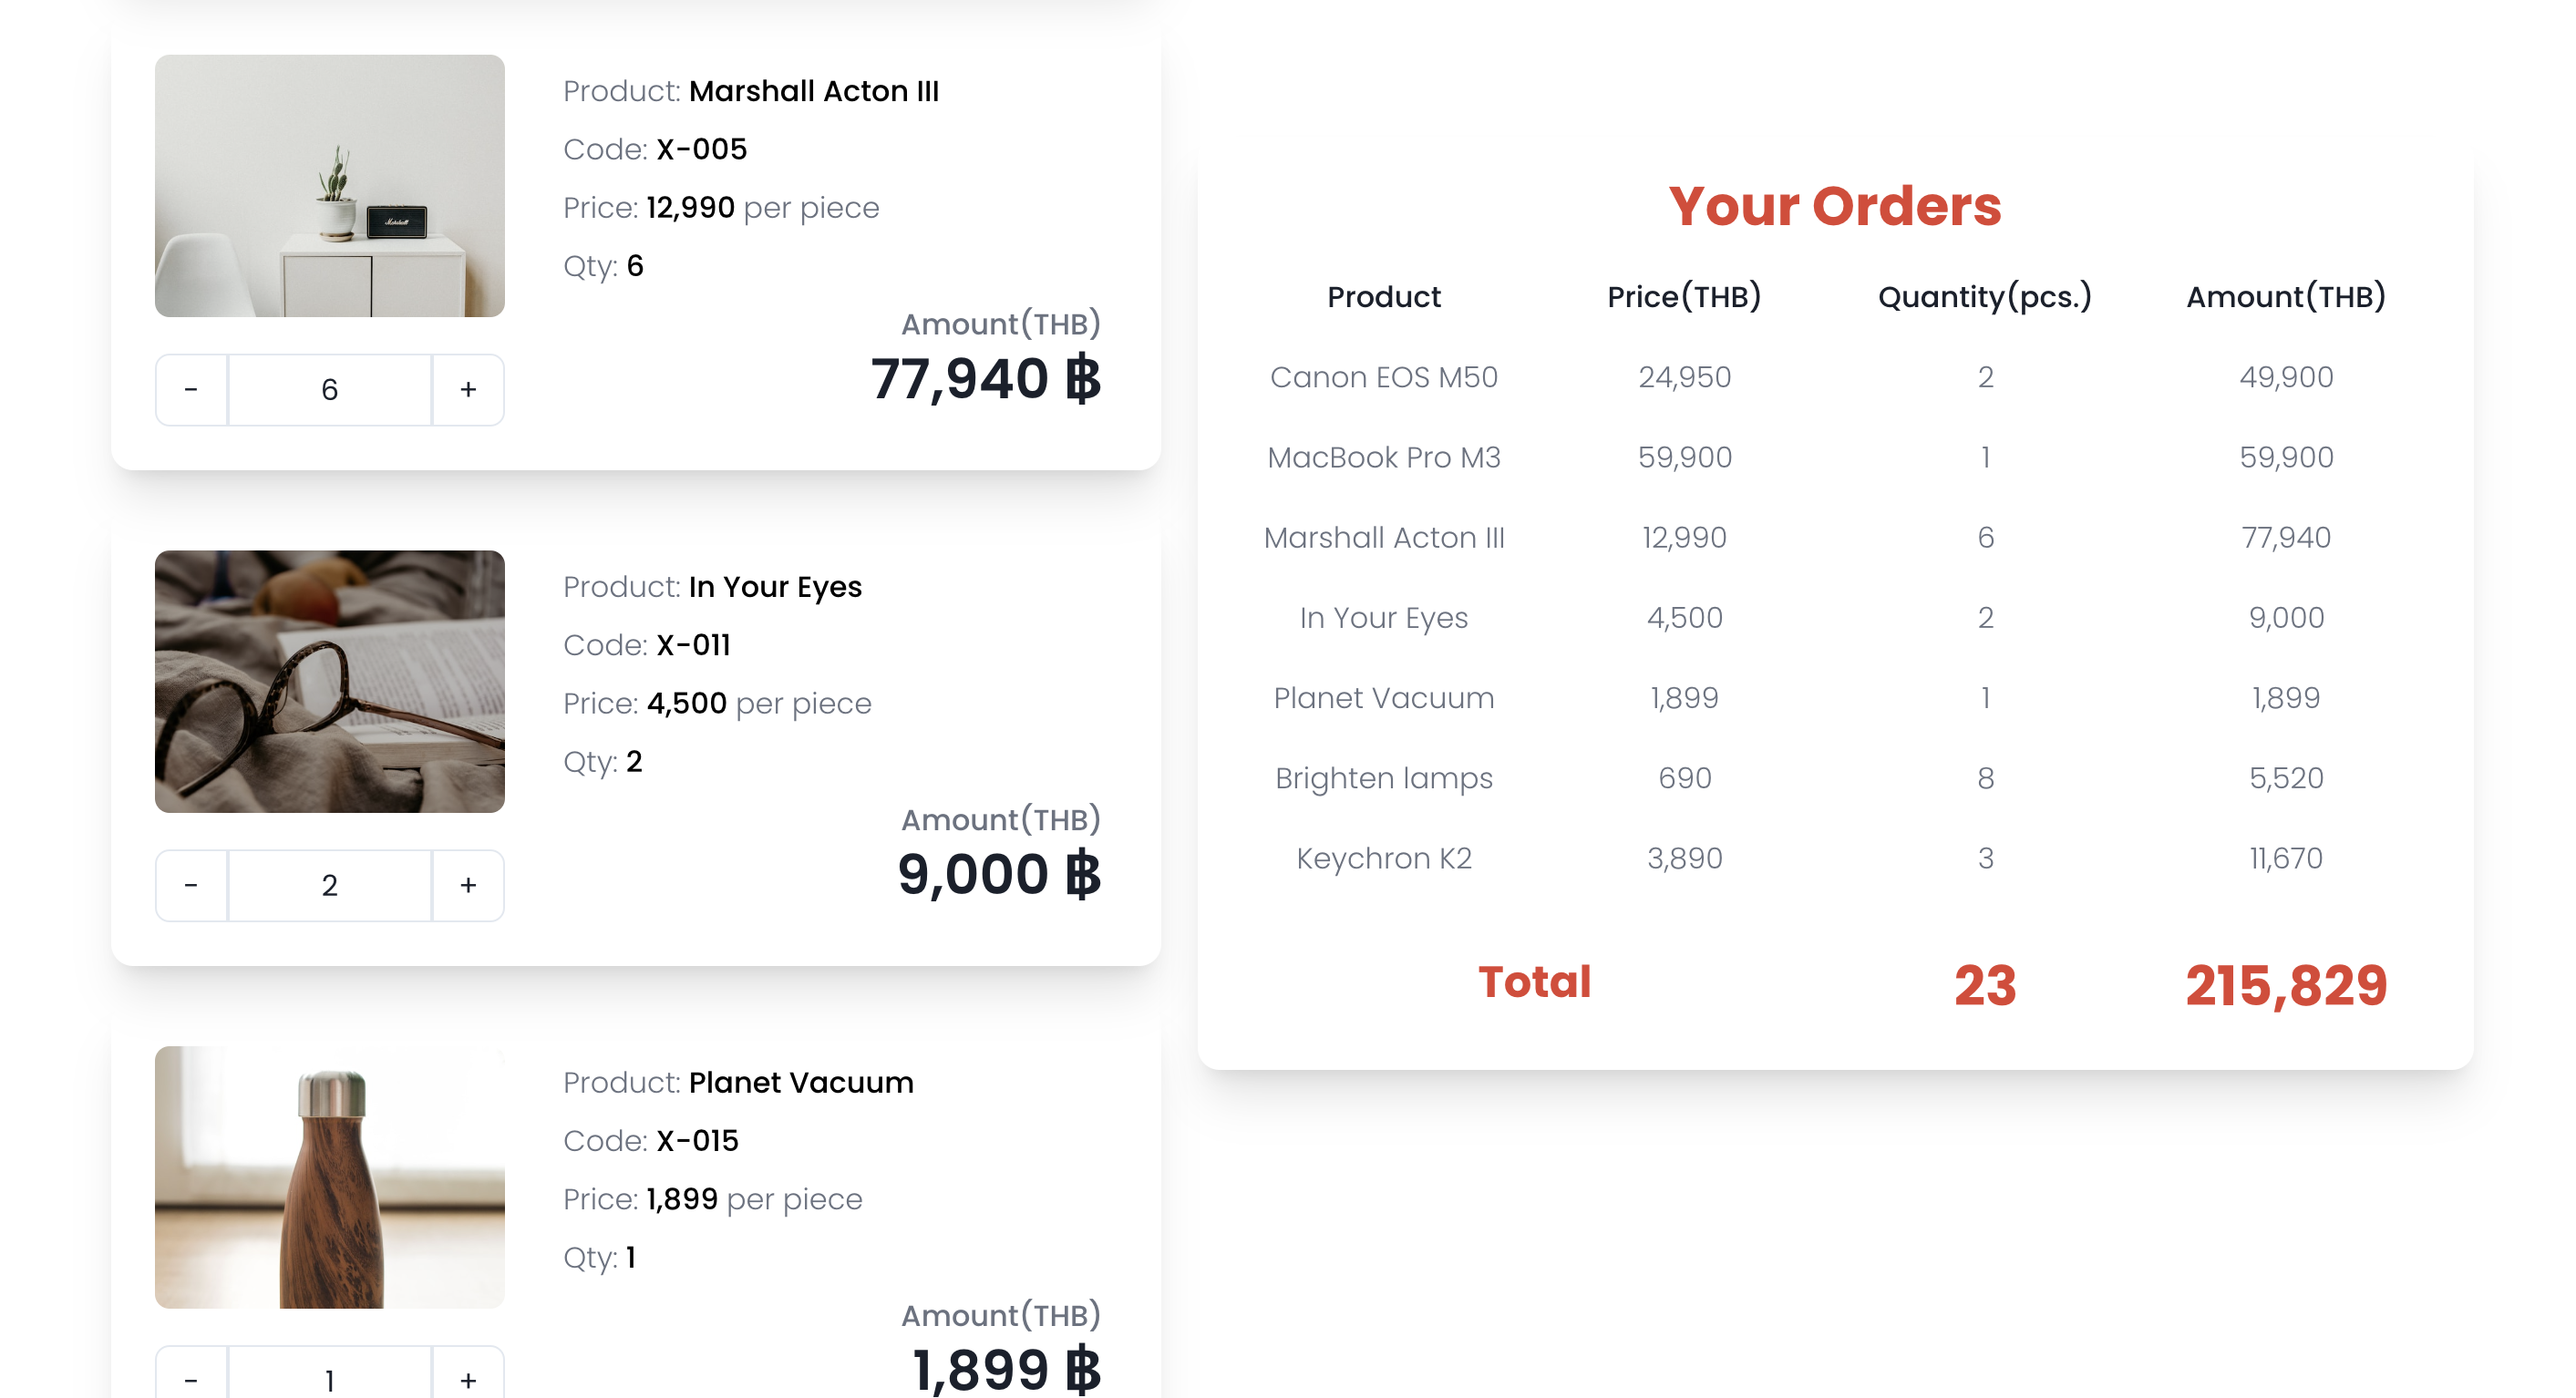 Marshall
Product: Marshall Acton III
Code: X-005
Price: 12,990 per piece
Qty: 6
Amount(THB)
77,940 ฿
- 6 +
Product: In Your Eyes
Code: X-011
Price: 4,500 per piece
Qty: 2
Amount(THB)
9,000 ฿
- 2 +
Product: Planet Vacuum
Code: X-015
Price: 1,899 per piece
Qty: 1
Amount(THB)
1,899 ฿
- 1 +
Your Orders
Product Price(THB) Quantity(pcs.) Amount(THB)
Canon EOS M50 24,950 2 49,900
MacBook Pro M3 59,900 1 59,900
Marshall Acton III 12,990 6 77,940
In Your Eyes 4,500 2 9,000
Planet Vacuum 1,899 1 1,899
Brighten lamps 690 8 5,520
Keychron K2 3,890 3 11,670
Total 23 215,829